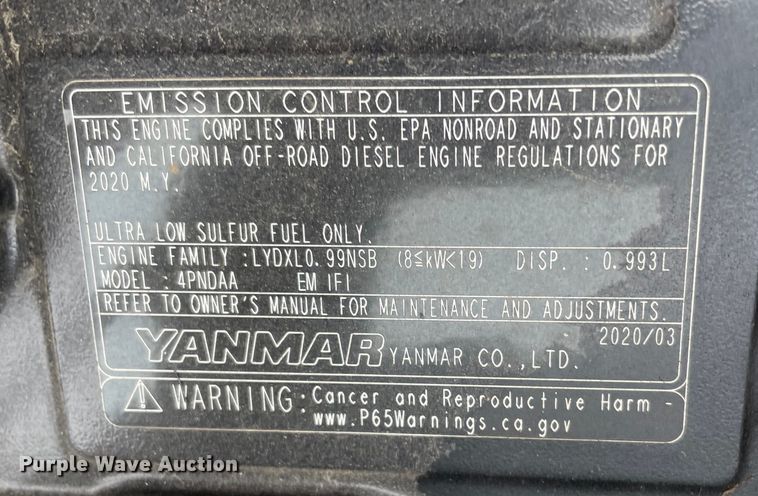 EMISSION CONTROL INFORMATION
THIS ENGINE COMPLIES WITH U.S. EPA NONROAD AND STATIONARY
AND CALIFORNIA OFF-ROAD DIESEL ENGINE REGULATIONS FOR
2020 M.Y.
ULTRA LOW SULFUR FUEL ONLY.
ENGINE FAMILY :LYDXL0.99NSB (8≦kW<19) DISP. : 0.993L
MODEL : 4PNDAA EM IFI
REFER TO OWNER'S MANUAL FOR MAINTENANCE AND ADJUSTMENTS.
2020/03
YANMAR YANMAR CO.,LTD.
WARNING: Cancer and Reproductive Harm -
www.P65Warnings.ca.gov
Purple Wave Auction